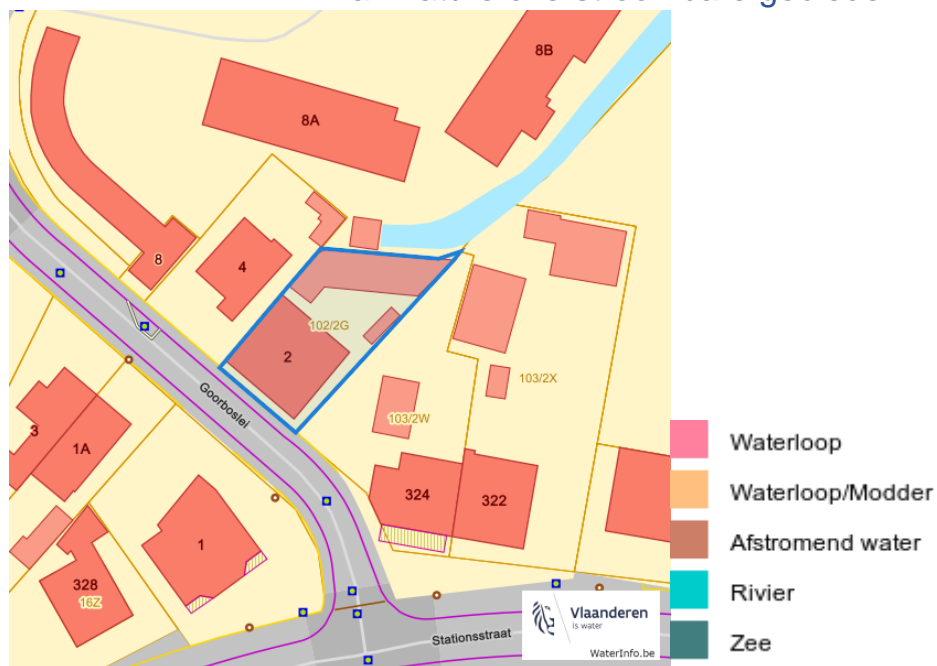 8B
8A
8
4
102/2G
2
Goorboslei
103/2X
103/2W
3
1A
324
322
1
328
16Z
Stationsstraat
Vlaanderen
is water
WaterInfo.be
Waterloop
Waterloop/Modder
Afstromend water
Rivier
Zee